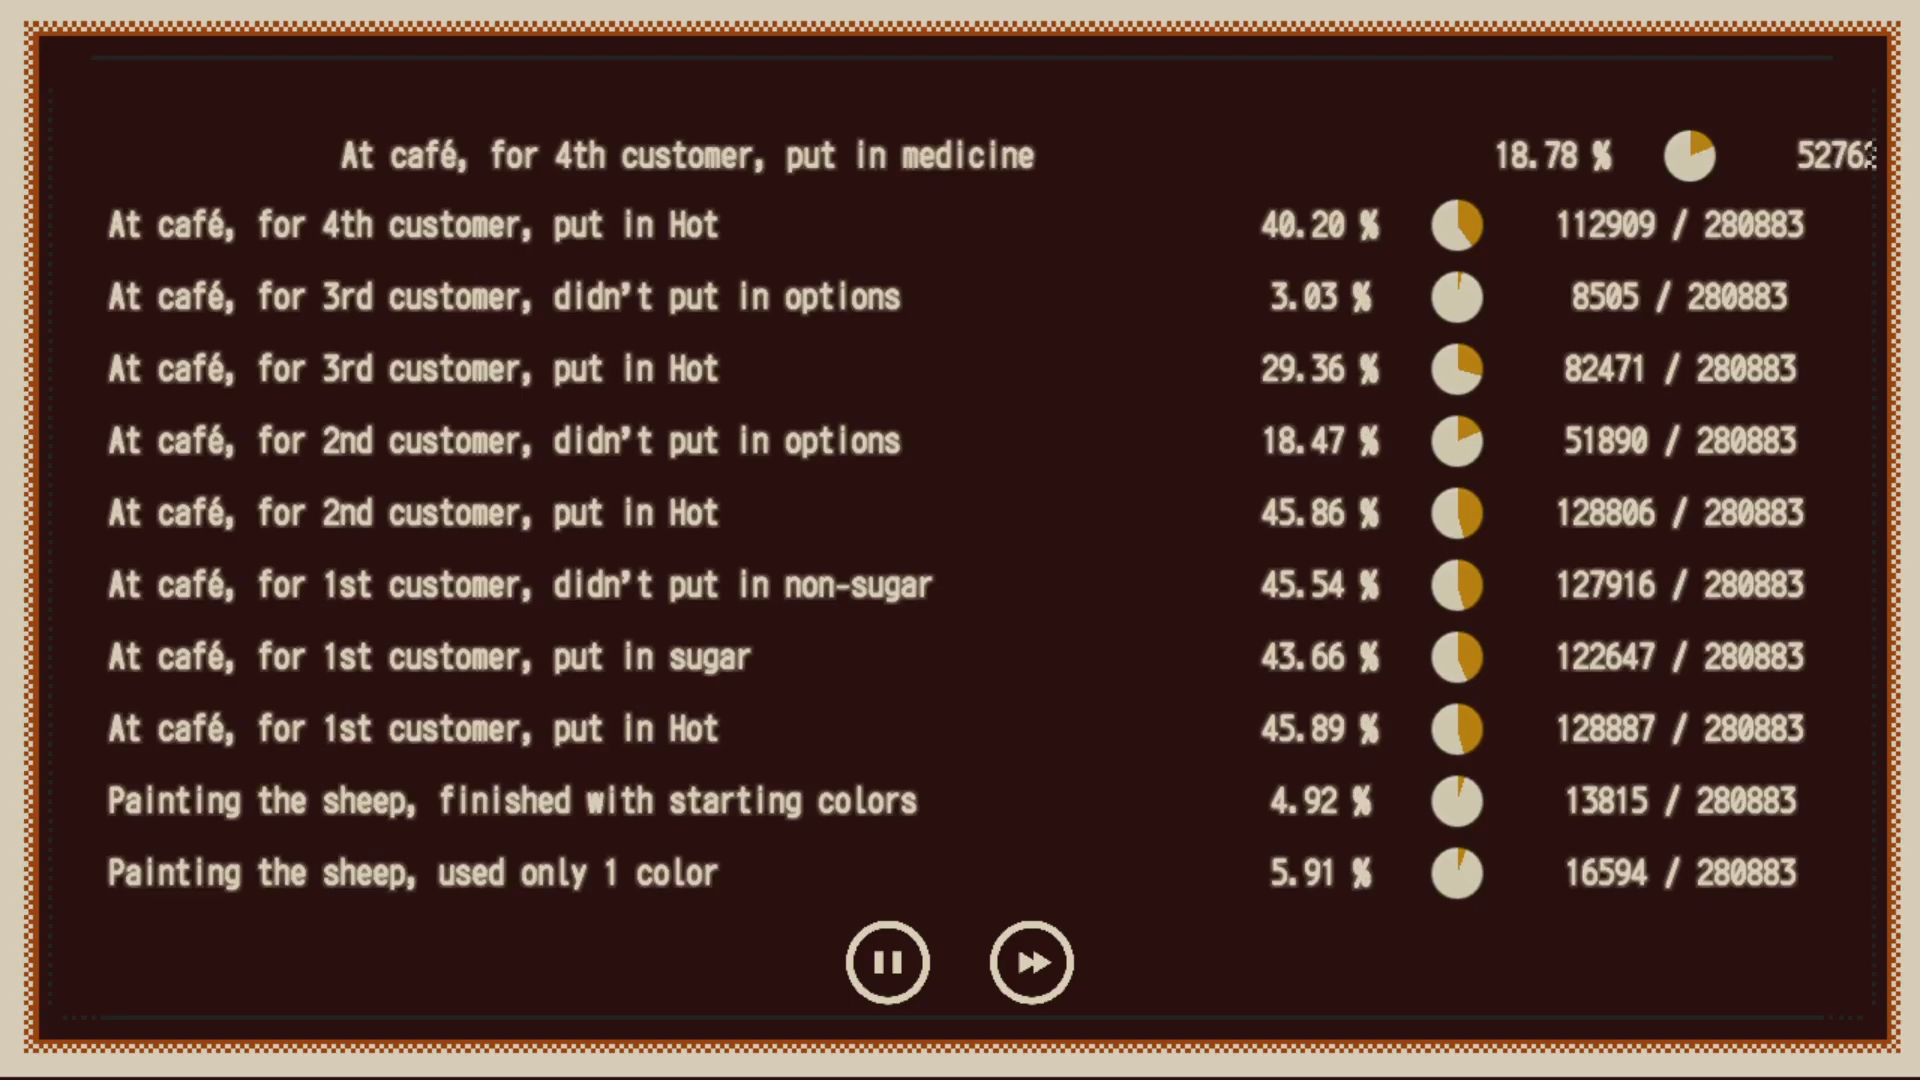 At café, for 4th customer, put in medicine 18.78 %
At café, for 4th customer, put in Hot 40.20 % 112909 / 280883
At café, for 3rd customer, didn't put in options 3.03 % 8505 / 280883
At café, for 3rd customer, put in Hot 29.36 % 82471 / 280883
At café, for 2nd customer, didn't put in options 18.47 % 51890 / 280883
At café, for 2nd customer, put in Hot 45.86 % 128806 / 280883
At café, for 1st customer, didn't put in non-sugar 45.54 % 127916 / 280883
At café, for 1st customer, put in sugar 43.66 % 122647 / 280883
At café, for 1st customer, put in Hot 45.89 % 128887 / 280883
Painting the sheep, finished with starting colors 4.92 % 13815 / 280883
Painting the sheep, used only 1 color 5.91 % 16594 / 280883